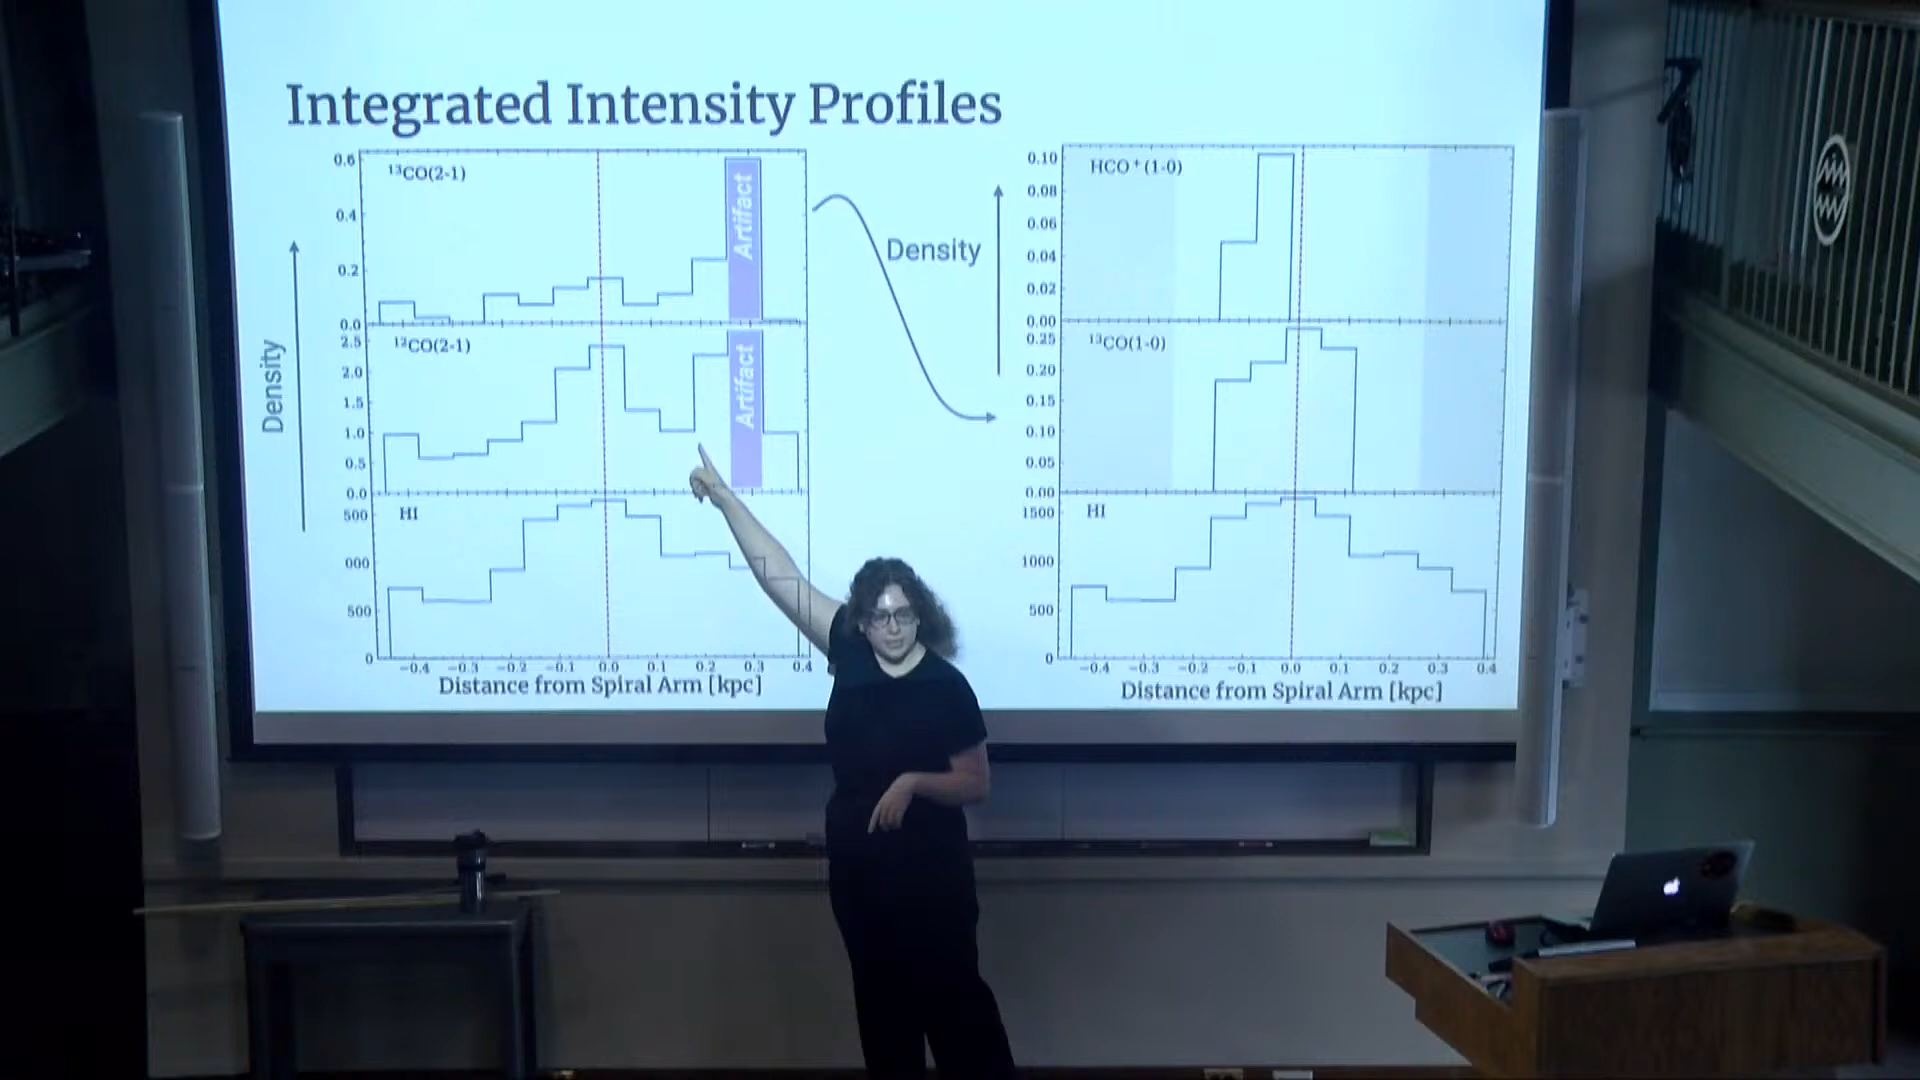 Integrated Intensity Profiles
¹³CO(2-1)
0.6
0.4
0.2
0.0
Artifact
¹²CO(2-1)
2.5
2.0
1.5
1.0
0.5
0.0
Artifact
HI
500
000
500
0
−0.4 −0.3 −0.2 −0.1 0.0 0.1 0.2 0.3 0.4
Distance from Spiral Arm [kpc]
Density
Density
HCO⁺(1-0)
0.10
0.08
0.06
0.04
0.02
0.00
¹³CO(1-0)
0.25
0.20
0.15
0.10
0.05
0.00
HI
1500
1000
500
0
−0.4 −0.3 −0.2 −0.1 0.0 0.1 0.2 0.3 0.4
Distance from Spiral Arm [kpc]